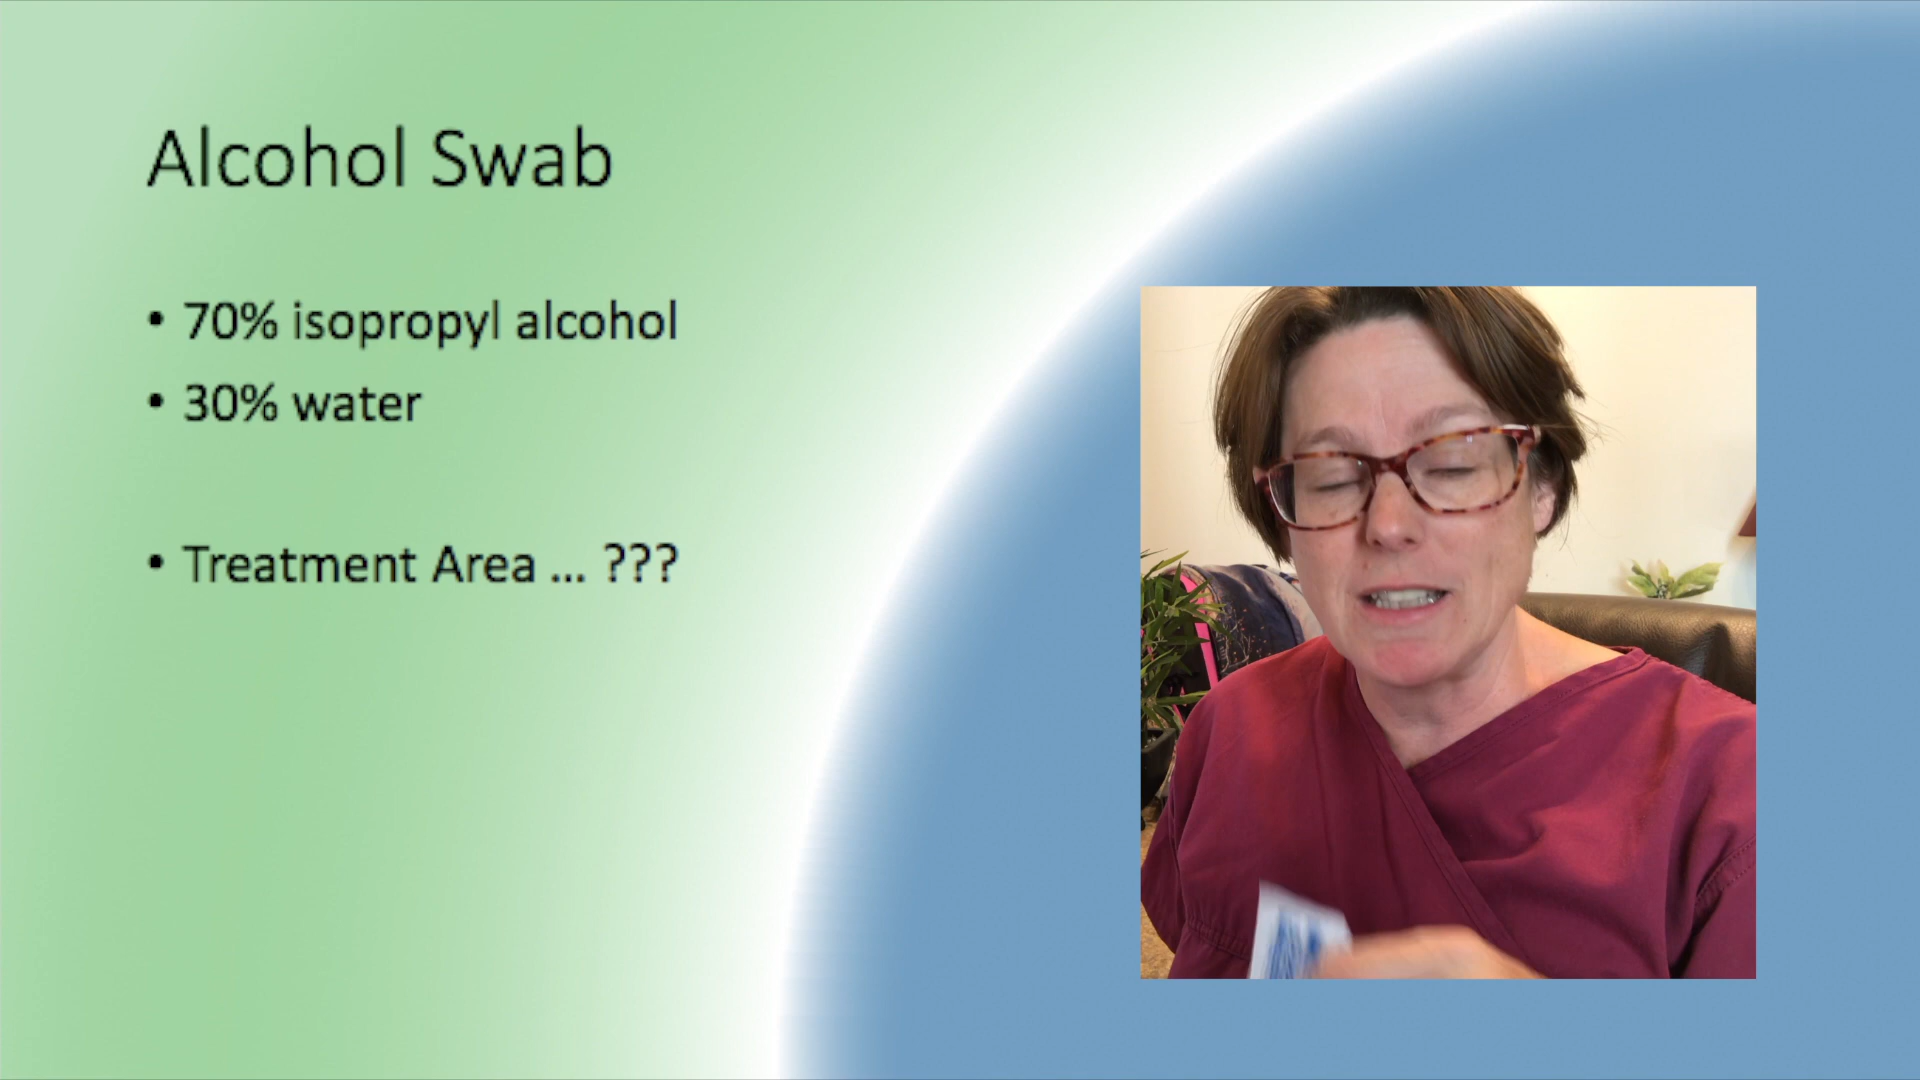 Alcohol Swab
• 70% isopropyl alcohol
• 30% water
• Treatment Area ... ???